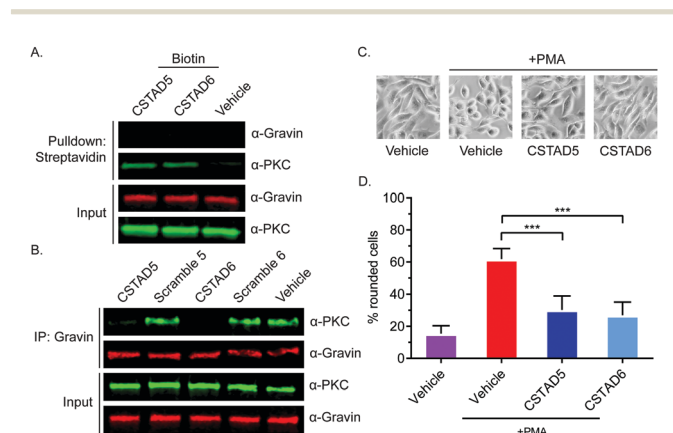 A.
Biotin
CSTAD5
CSTAD6
Vehicle
Pulldown:
Streptavidin
α-Gravin
α-PKC
Input
α-Gravin
α-PKC
B.
CSTAD5
Scramble 5
CSTAD6
Scramble 6
Vehicle
IP: Gravin
α-PKC
α-Gravin
Input
α-PKC
α-Gravin
C.
+PMA
Vehicle
Vehicle
CSTAD5
CSTAD6
D.
% rounded cells
100
80
60
40
20
0
***
***
Vehicle
Vehicle
CSTAD5
CSTAD6
+PMA